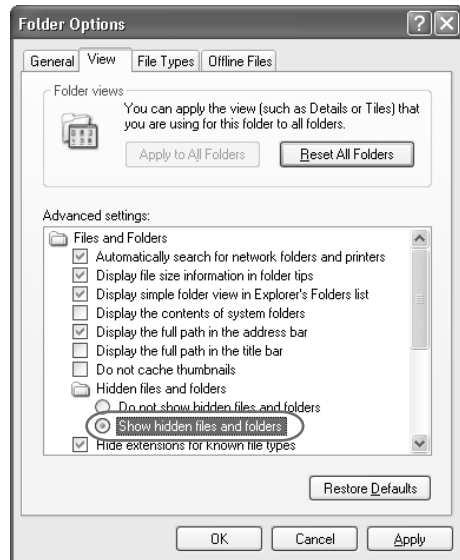 Folder Options
General View File Types Offline Files
Folder views
You can apply the view (such as Details or Tiles) that
you are using for this folder to all folders.
Apply to All Folders Reset All Folders
Advanced settings:
Files and Folders
Automatically search for network folders and printers
Display file size information in folder tips
Display simple folder view in Explorer's Folders list
Display the contents of system folders
Display the full path in the address bar
Display the full path in the title bar
Do not cache thumbnails
Hidden files and folders
Do not show hidden files and folders
Show hidden files and folders
Hide extensions for known file types
Restore Defaults
OK Cancel Apply